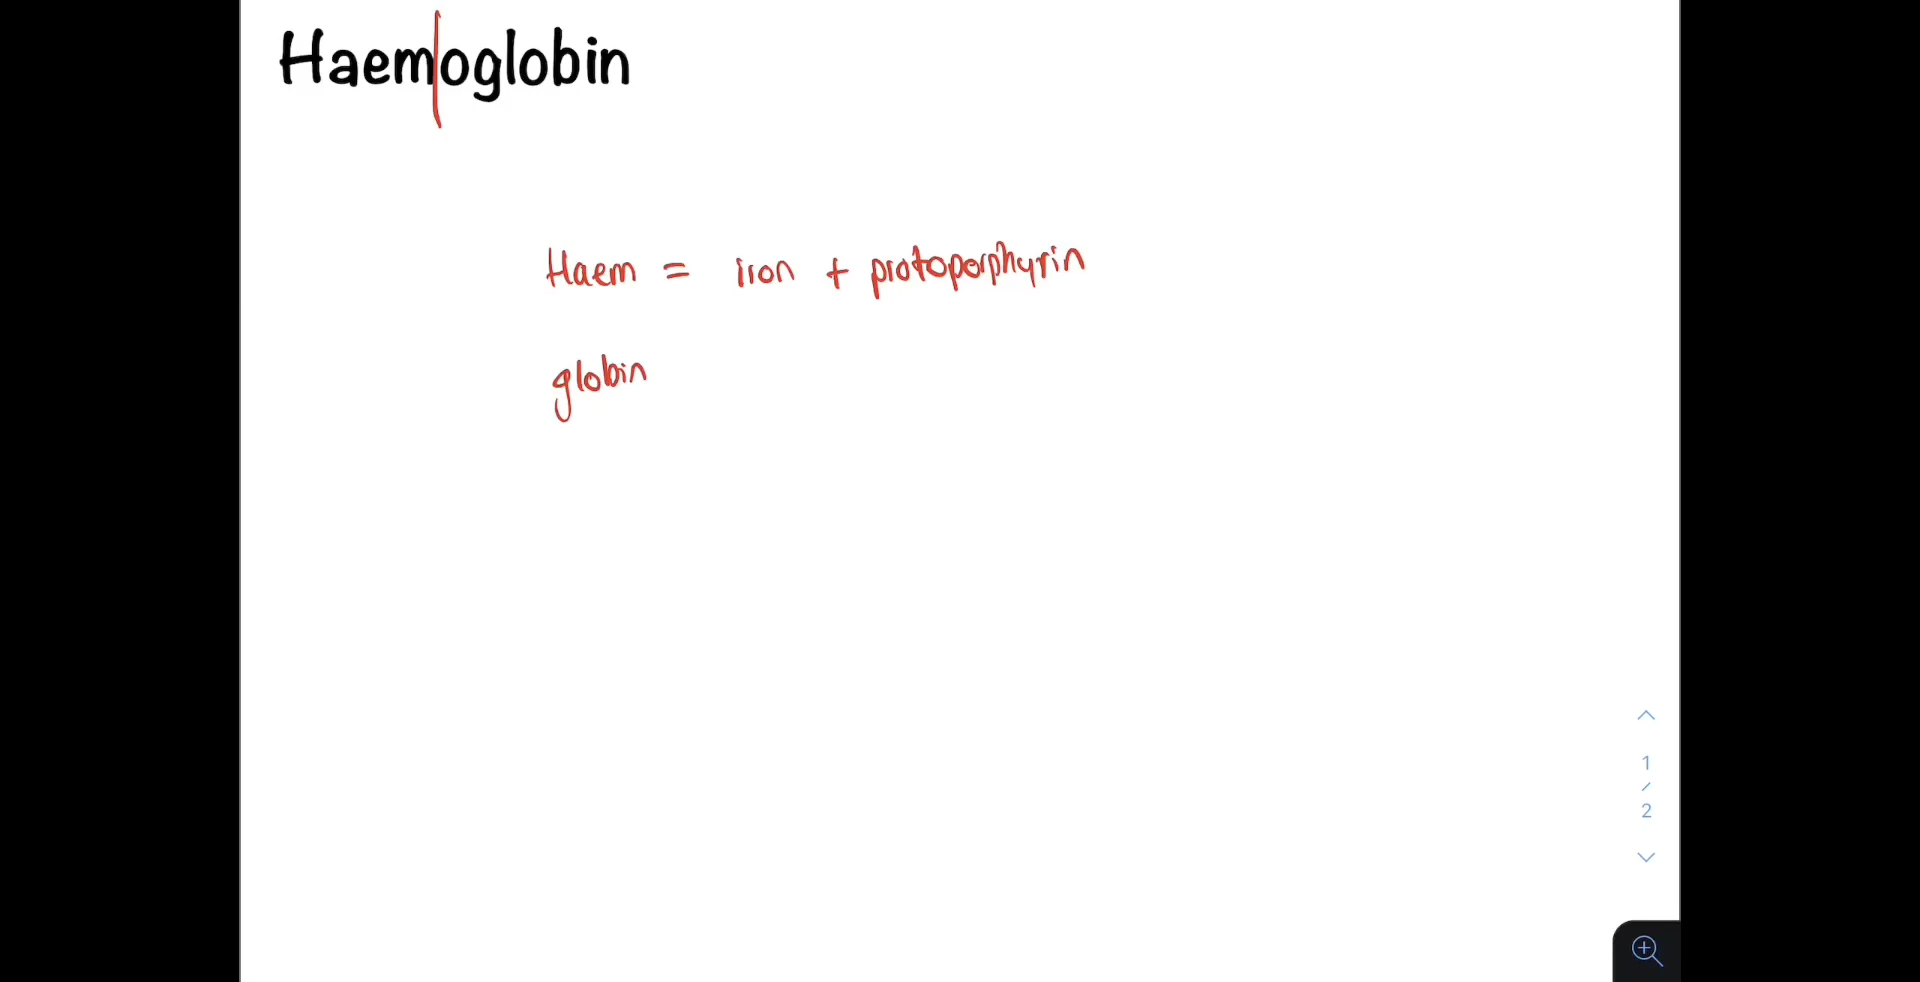 Haemoglobin
Haem = iron + protoporphyrin
globin
1
/
2